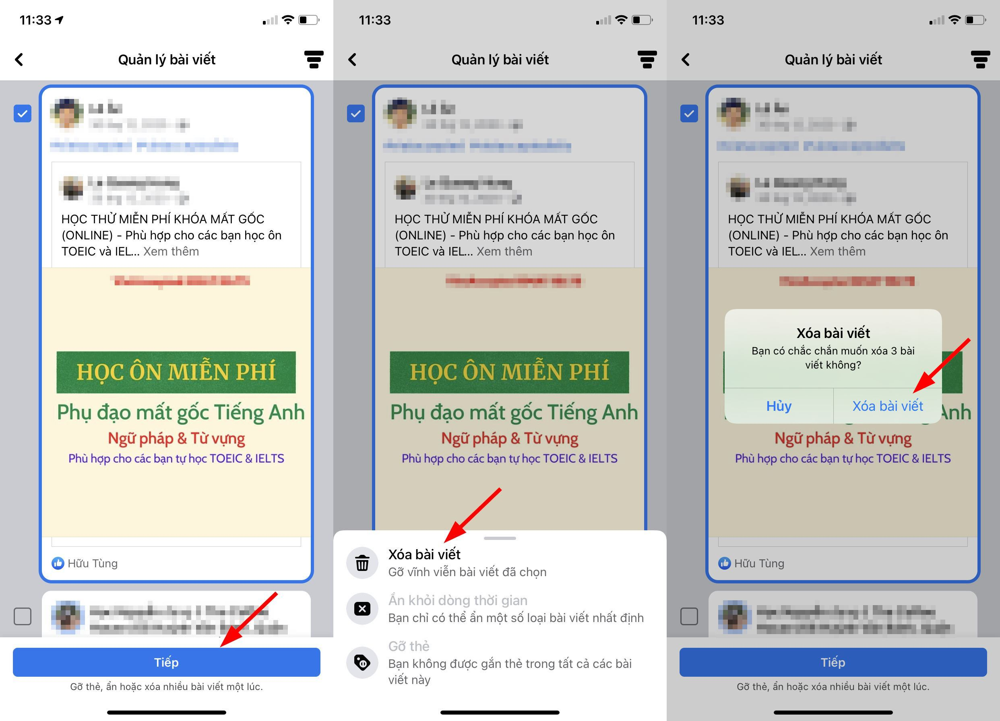 11:33
Quản lý bài viết
HỌC THỬ MIỄN PHÍ KHÓA MẤT GỐC
(ONLINE) - Phù hợp cho các bạn học ôn
TOEIC và IEL... Xem thêm
HỌC ÔN MIỄN PHÍ
Phụ đạo mất gốc Tiếng Anh
Ngữ pháp & Từ vựng
Phù hợp cho các bạn tự học TOEIC & IELTS
Hữu Tùng
Tiếp
Gỡ thẻ, ẩn hoặc xóa nhiều bài viết một lúc.
11:33
Quản lý bài viết
HỌC THỬ MIỄN PHÍ KHÓA MẤT GỐC
(ONLINE) - Phù hợp cho các bạn học ôn
TOEIC và IEL... Xem thêm
HỌC ÔN MIỄN PHÍ
Phụ đạo mất gốc Tiếng Anh
Ngữ pháp & Từ vựng
Phù hợp cho các bạn tự học TOEIC & IELTS
Xóa bài viết
Gỡ vĩnh viễn bài viết đã chọn
Ẩn khỏi dòng thời gian
Bạn chỉ có thể ẩn một số loại bài viết nhất định
Gỡ thẻ
Bạn không được gắn thẻ trong tất cả các bài
viết này
11:33
Quản lý bài viết
HỌC THỬ MIỄN PHÍ KHÓA MẤT GỐC
(ONLINE) - Phù hợp cho các bạn học ôn
TOEIC và IEL... Xem thêm
Xóa bài viết
Bạn có chắc chắn muốn xóa 3 bài
viết không?
Hủy
Xóa bài viết
Anh
Ngữ pháp & Từ vựng
Phù hợp cho các bạn tự học TOEIC & IELTS
Hữu Tùng
Tiếp
Gỡ thẻ, ẩn hoặc xóa nhiều bài viết một lúc.